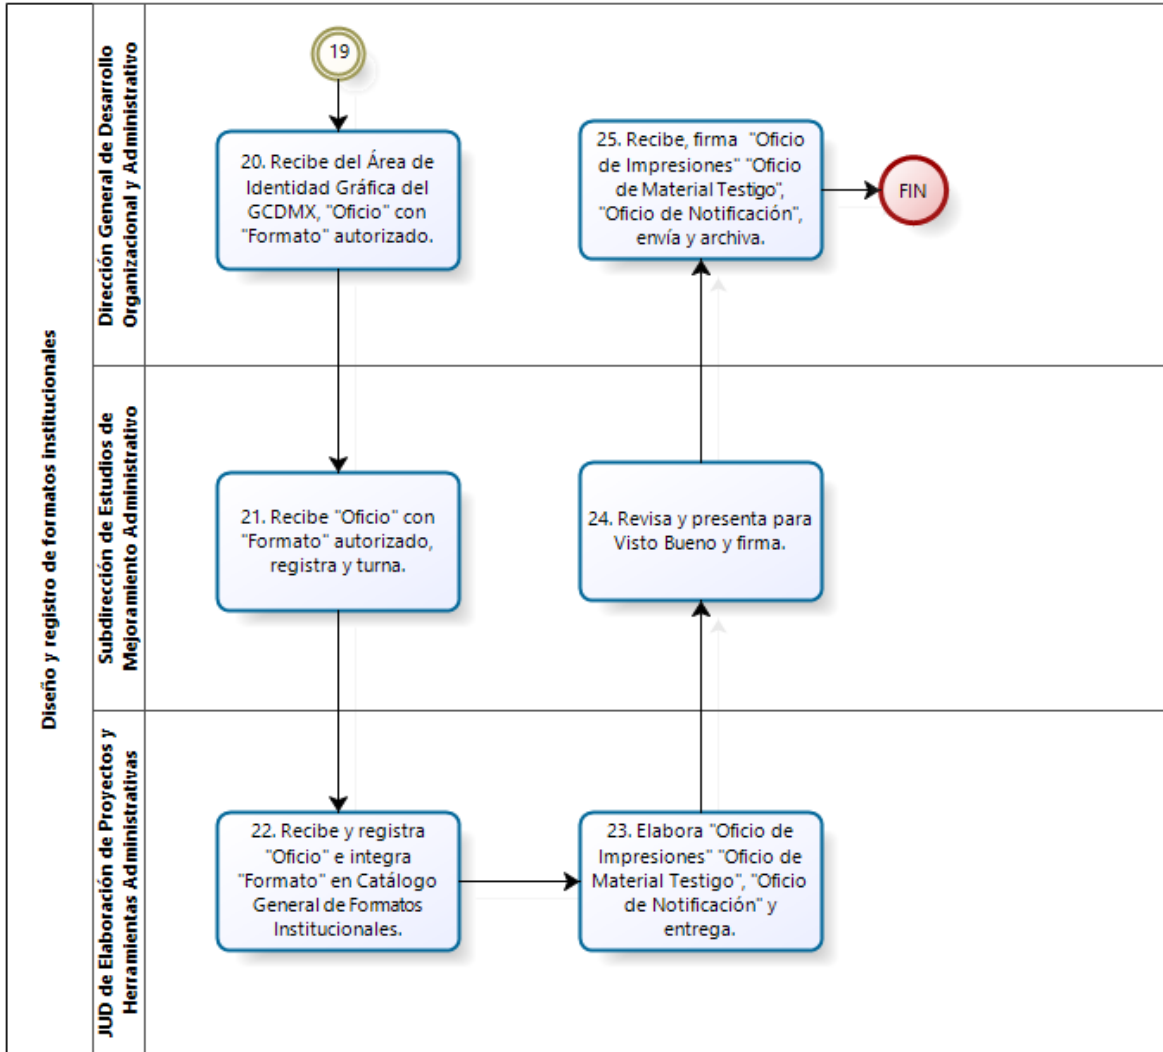 Diseño y registro de formatos institucionales
Dirección General de Desarrollo
Organizacional y Administrativo
19
20. Recibe del Área de
Identidad Gráfica del
GCDMX, "Oficio" con
"Formato" autorizado.
25. Recibe, firma "Oficio
de Impresiones" "Oficio
de Material Testigo",
"Oficio de Notificación",
envía y archiva.
FIN
Subdirección de Estudios de
Mejoramiento Administrativo
21. Recibe "Oficio" con
"Formato" autorizado,
registra y turna.
24. Revisa y presenta para
Visto Bueno y firma.
JUD de Elaboración de Proyectos y
Herramientas Administrativas
22. Recibe y registra
"Oficio" e integra
"Formato" en Catálogo
General de Formatos
Institucionales.
23. Elabora "Oficio de
Impresiones" "Oficio de
Material Testigo", "Oficio
de Notificación" y
entrega.